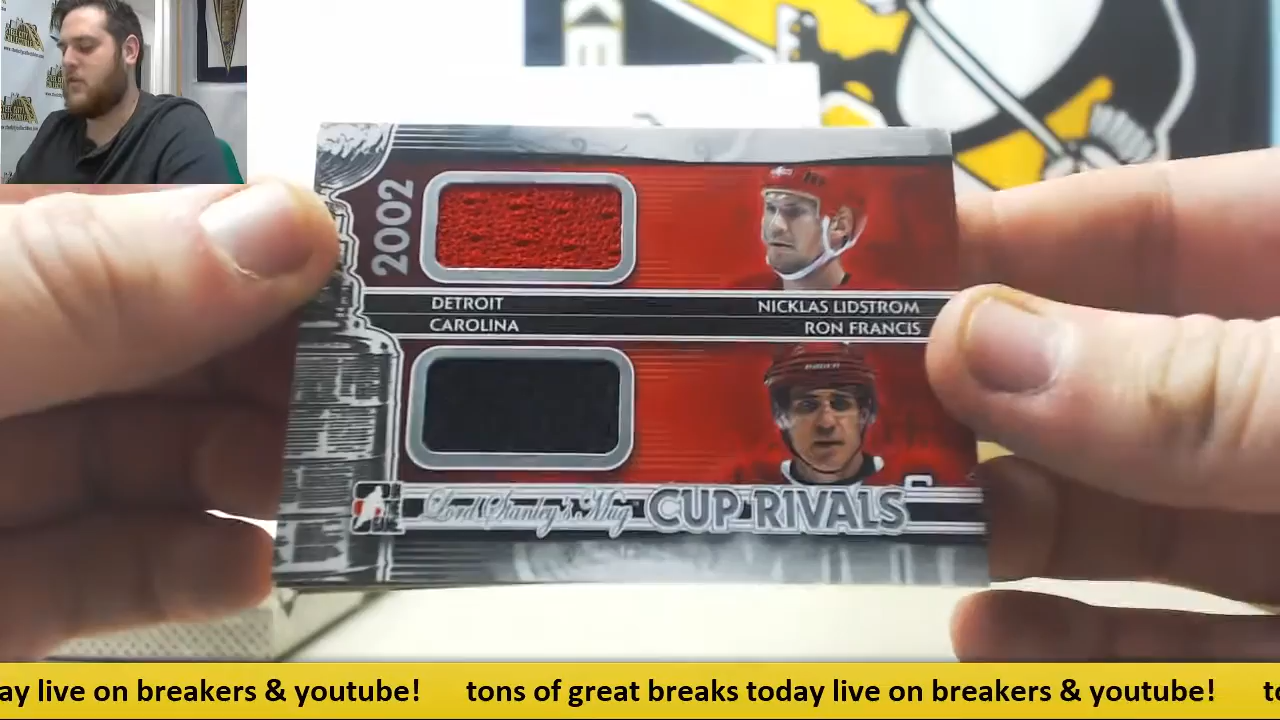 2002
DETROIT NICKLAS LIDSTROM
CAROLINA RON FRANCIS
Lord Stanley's Mug CUP RIVALS
ay live on breakers & youtube! tons of great breaks today live on breakers & youtube! to